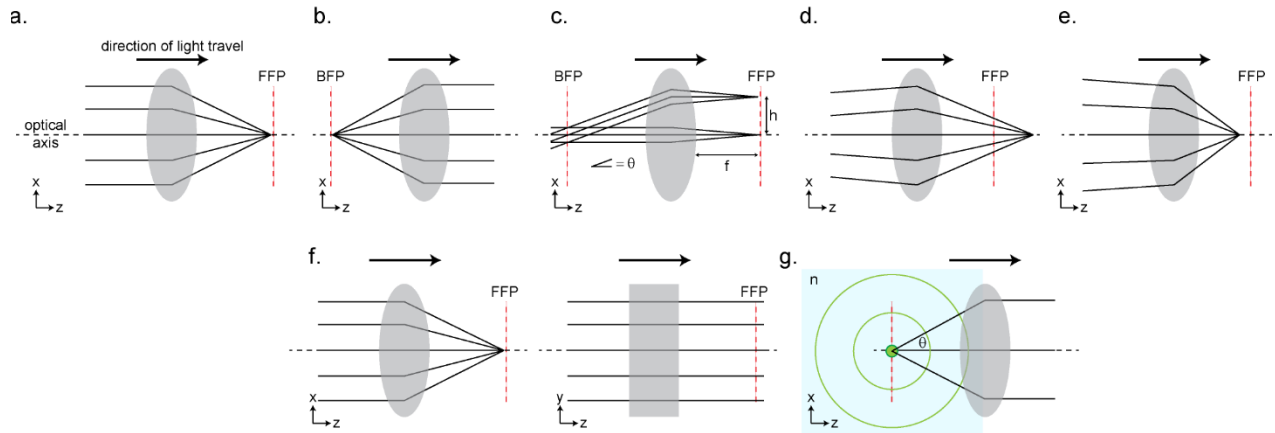 a.
direction of light travel
FFP
optical
axis
x
z
b.
BFP
x
z
c.
BFP
FFP
h
= θ
f
x
z
d.
FFP
x
z
e.
FFP
x
z
f.
FFP
x
z
FFP
y
z
g.
n
θ
x
z